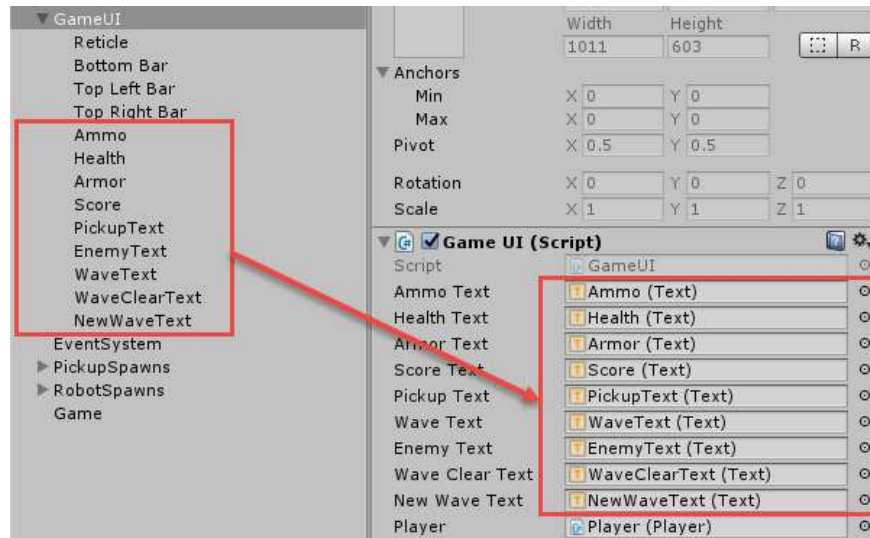 GameUI
Reticle
Bottom Bar
Top Left Bar
Top Right Bar
Ammo
Health
Armor
Score
PickupText
EnemyText
WaveText
WaveClearText
NewWaveText
EventSystem
PickupSpawns
RobotSpawns
Game
Width Height
1011 603 R
Anchors
Min X 0 Y 0
Max X 0 Y 0
Pivot X 0.5 Y 0.5
Rotation X 0 Y 0 Z 0
Scale X 1 Y 1 Z 1
Game UI (Script)
Script GameUI
Ammo Text Ammo (Text)
Health Text Health (Text)
Armor Text Armor (Text)
Score Text Score (Text)
Pickup Text PickupText (Text)
Wave Text WaveText (Text)
Enemy Text EnemyText (Text)
Wave Clear Text WaveClearText (Text)
New Wave Text NewWaveText (Text)
Player Player (Player)